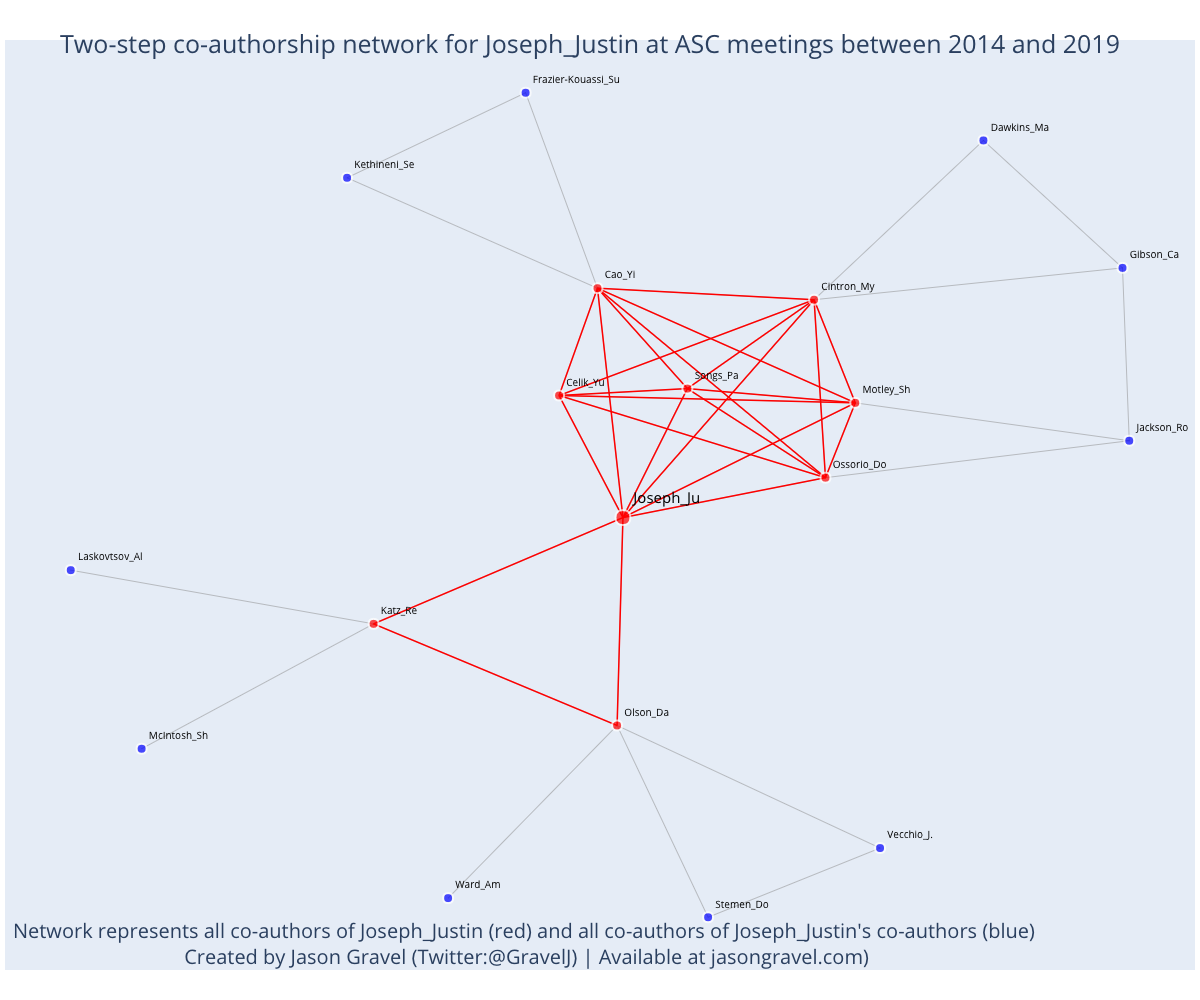 Two-step co-authorship network for Joseph_Justin at ASC meetings between 2014 and 2019
Frazier-Kouassi_Su
Dawkins_Ma
Kethineni_Se
Gibson_Ca
Cao_Yi
Cintron_My
Songs_Pa
Celik_Yu
Motley_Sh
Jackson_Ro
Ossorio_Do
Joseph_Ju
Laskovtsov_Al
Katz_Re
Olson_Da
McIntosh_Sh
Vecchio_J.
Ward_Am
Stemen_Do
Network represents all co-authors of Joseph_Justin (red) and all co-authors of Joseph_Justin's co-authors (blue)
Created by Jason Gravel (Twitter:@GravelJ) | Available at jasongravel.com)